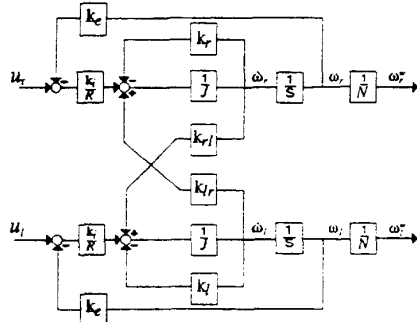 k_e
k_r
u_r
-
k_i/R
-
+
1/J
ω̇_r
1/S
ω_r
1/N
ω_r^w
k_rl
k_lr
u_l
-
k_i/R
+
-
1/J
ω̇_l
1/S
ω_l
1/N
ω_l^w
k_l
k_e